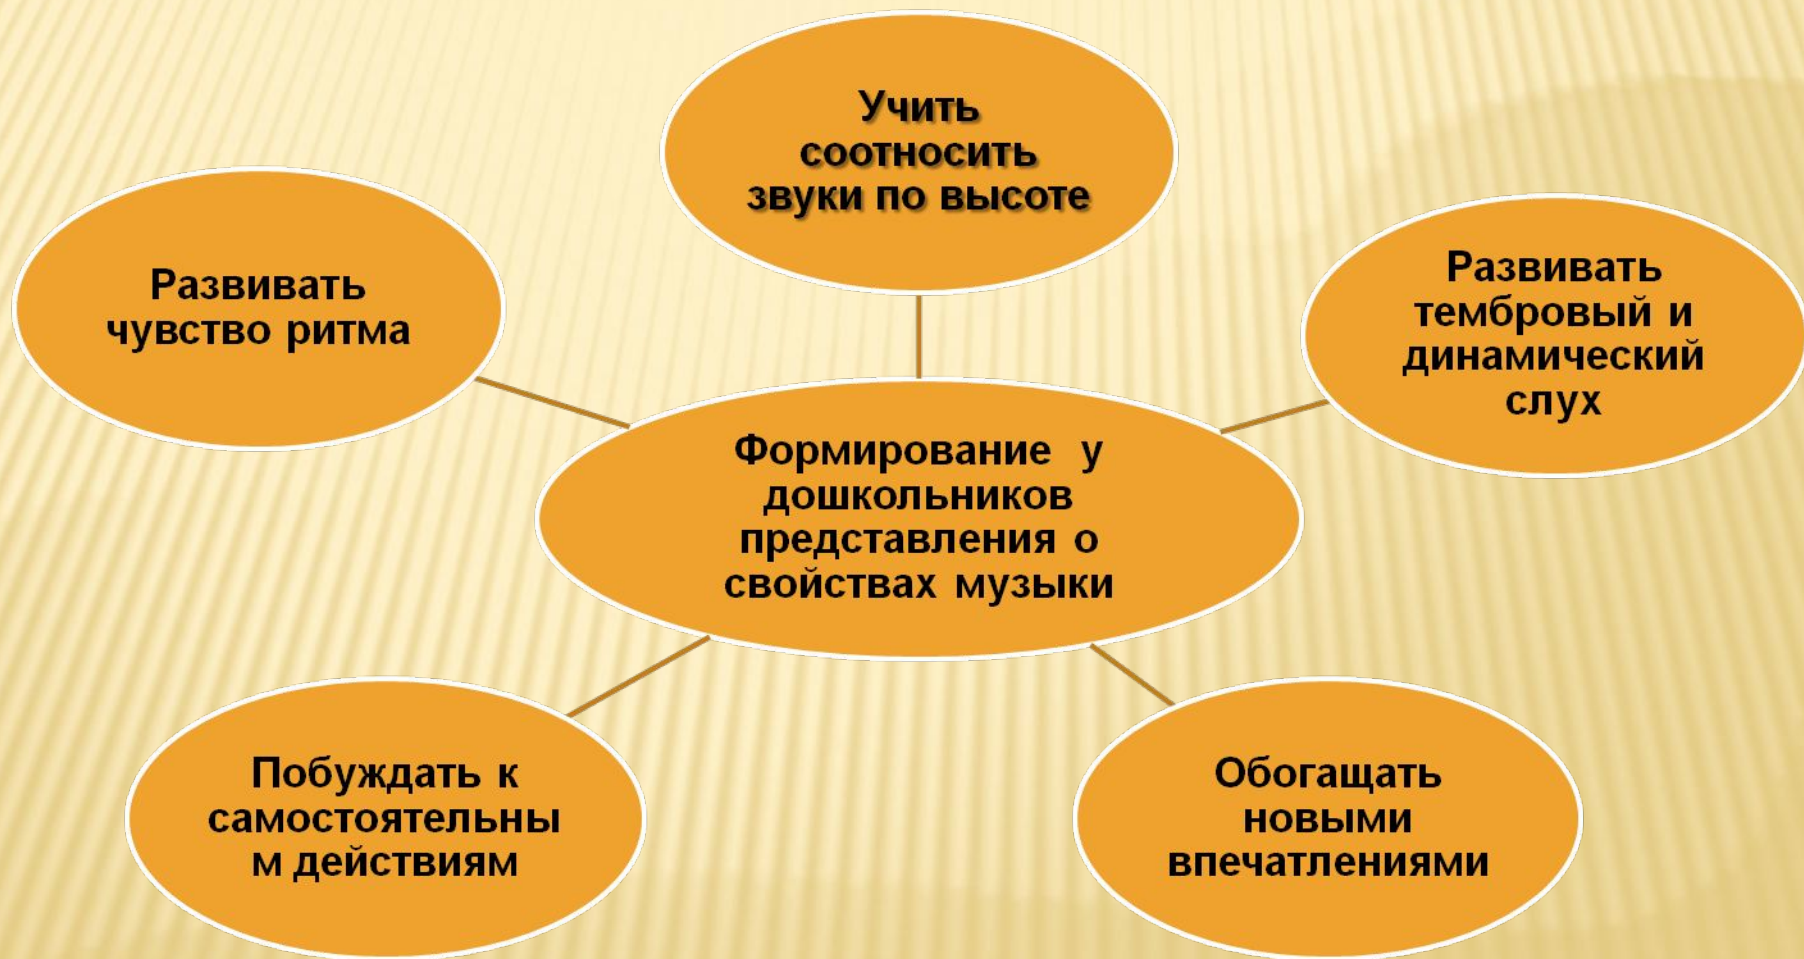 Учить
соотносить
звуки по высоте
Развивать
чувство ритма
Развивать
тембровый и
динамический
слух
Формирование у
дошкольников
представления о
свойствах музыки
Побуждать к
самостоятельны
м действиям
Обогащать
новыми
впечатлениями